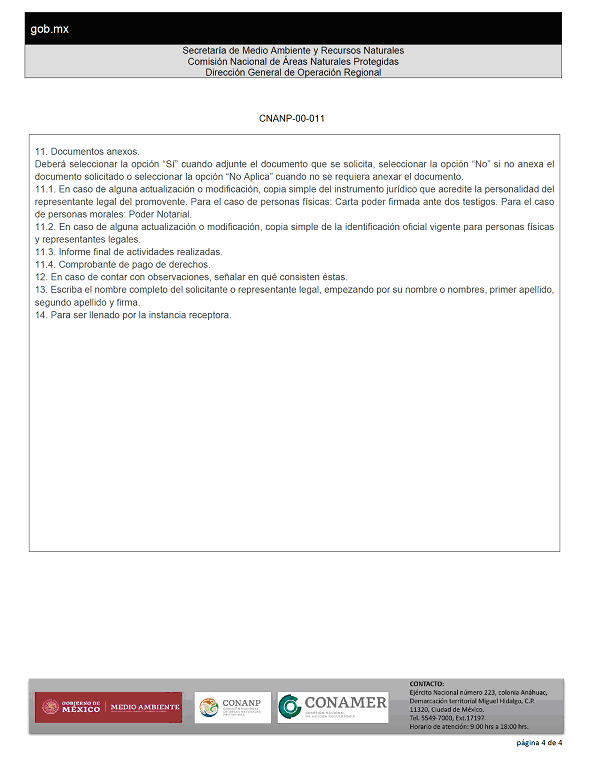 gob.mx
Secretaría de Medio Ambiente y Recursos Naturales
Comisión Nacional de Áreas Naturales Protegidas
Dirección General de Operación Regional
CNANP-00-011
11. Documentos anexos.
Deberá seleccionar la opción “Sí” cuando adjunte el documento que se solicita, seleccionar la opción “No” si no anexa el
documento solicitado o seleccionar la opción “No Aplica” cuando no se requiera anexar el documento.
11.1. En caso de alguna actualización o modificación, copia simple del instrumento jurídico que acredite la personalidad del
representante legal del promovente. Para el caso de personas físicas: Carta poder firmada ante dos testigos. Para el caso
de personas morales: Poder Notarial.
11.2. En caso de alguna actualización o modificación, copia simple de la identificación oficial vigente para personas físicas
y representantes legales.
11.3. Informe final de actividades realizadas.
11.4. Comprobante de pago de derechos.
12. En caso de contar con observaciones, señalar en qué consisten éstas.
13. Escriba el nombre completo del solicitante o representante legal, empezando por su nombre o nombres, primer apellido,
segundo apellido y firma.
14. Para ser llenado por la instancia receptora.
GOBIERNO DE
MÉXICO
MEDIO AMBIENTE
CONANP
COMISIÓN NACIONAL
DE ÁREAS NATURALES
PROTEGIDAS
CONAMER
COMISIÓN NACIONAL
DE MEJORA REGULATORIA
CONTACTO:
Ejército Nacional número 223, colonia Anáhuac,
Demarcación territorial Miguel Hidalgo, C.P.
11320, Ciudad de México.
Tel. 5549-7000, Ext.17197.
Horario de atención: 9:00 hrs a 18:00 hrs.
página 4 de 4